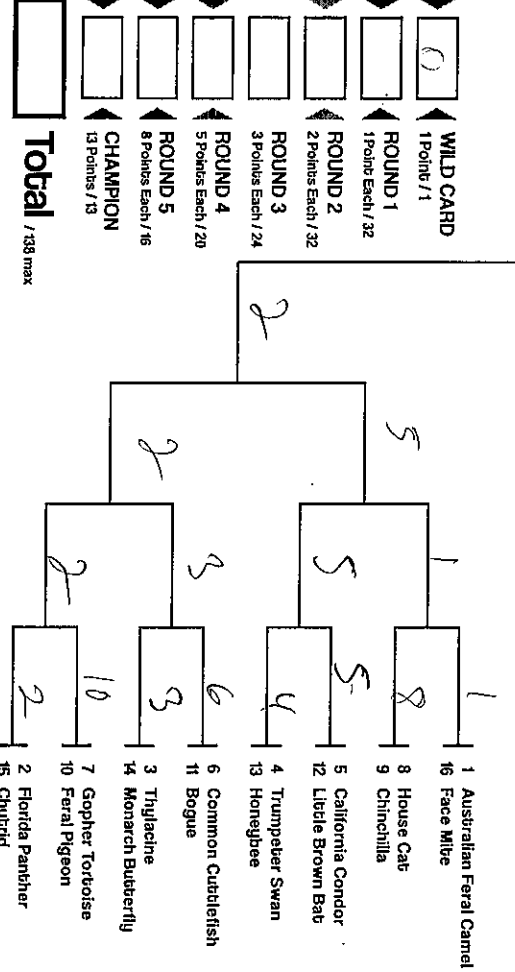 0
WILD CARD
1 Point / 1
ROUND 1
1 Point Each / 32
ROUND 2
2 Points Each / 32
ROUND 3
3 Points Each / 24
ROUND 4
5 Points Each / 20
ROUND 5
8 Points Each / 16
CHAMPION
13 Points / 13
Total / 138 max
2
5
2
1
5
3
2
1
8
5
4
6
3
10
2
1 Australian Feral Camel
16 Face Mite
8 House Cat
9 Chinchilla
5 California Condor
12 Little Brown Bat
4 Trumpeter Swan
13 Honeybee
6 Common Cuttlefish
11 Bogue
3 Thylacine
14 Monarch Butterfly
7 Gopher Tortoise
10 Feral Pigeon
2 Florida Panther
15